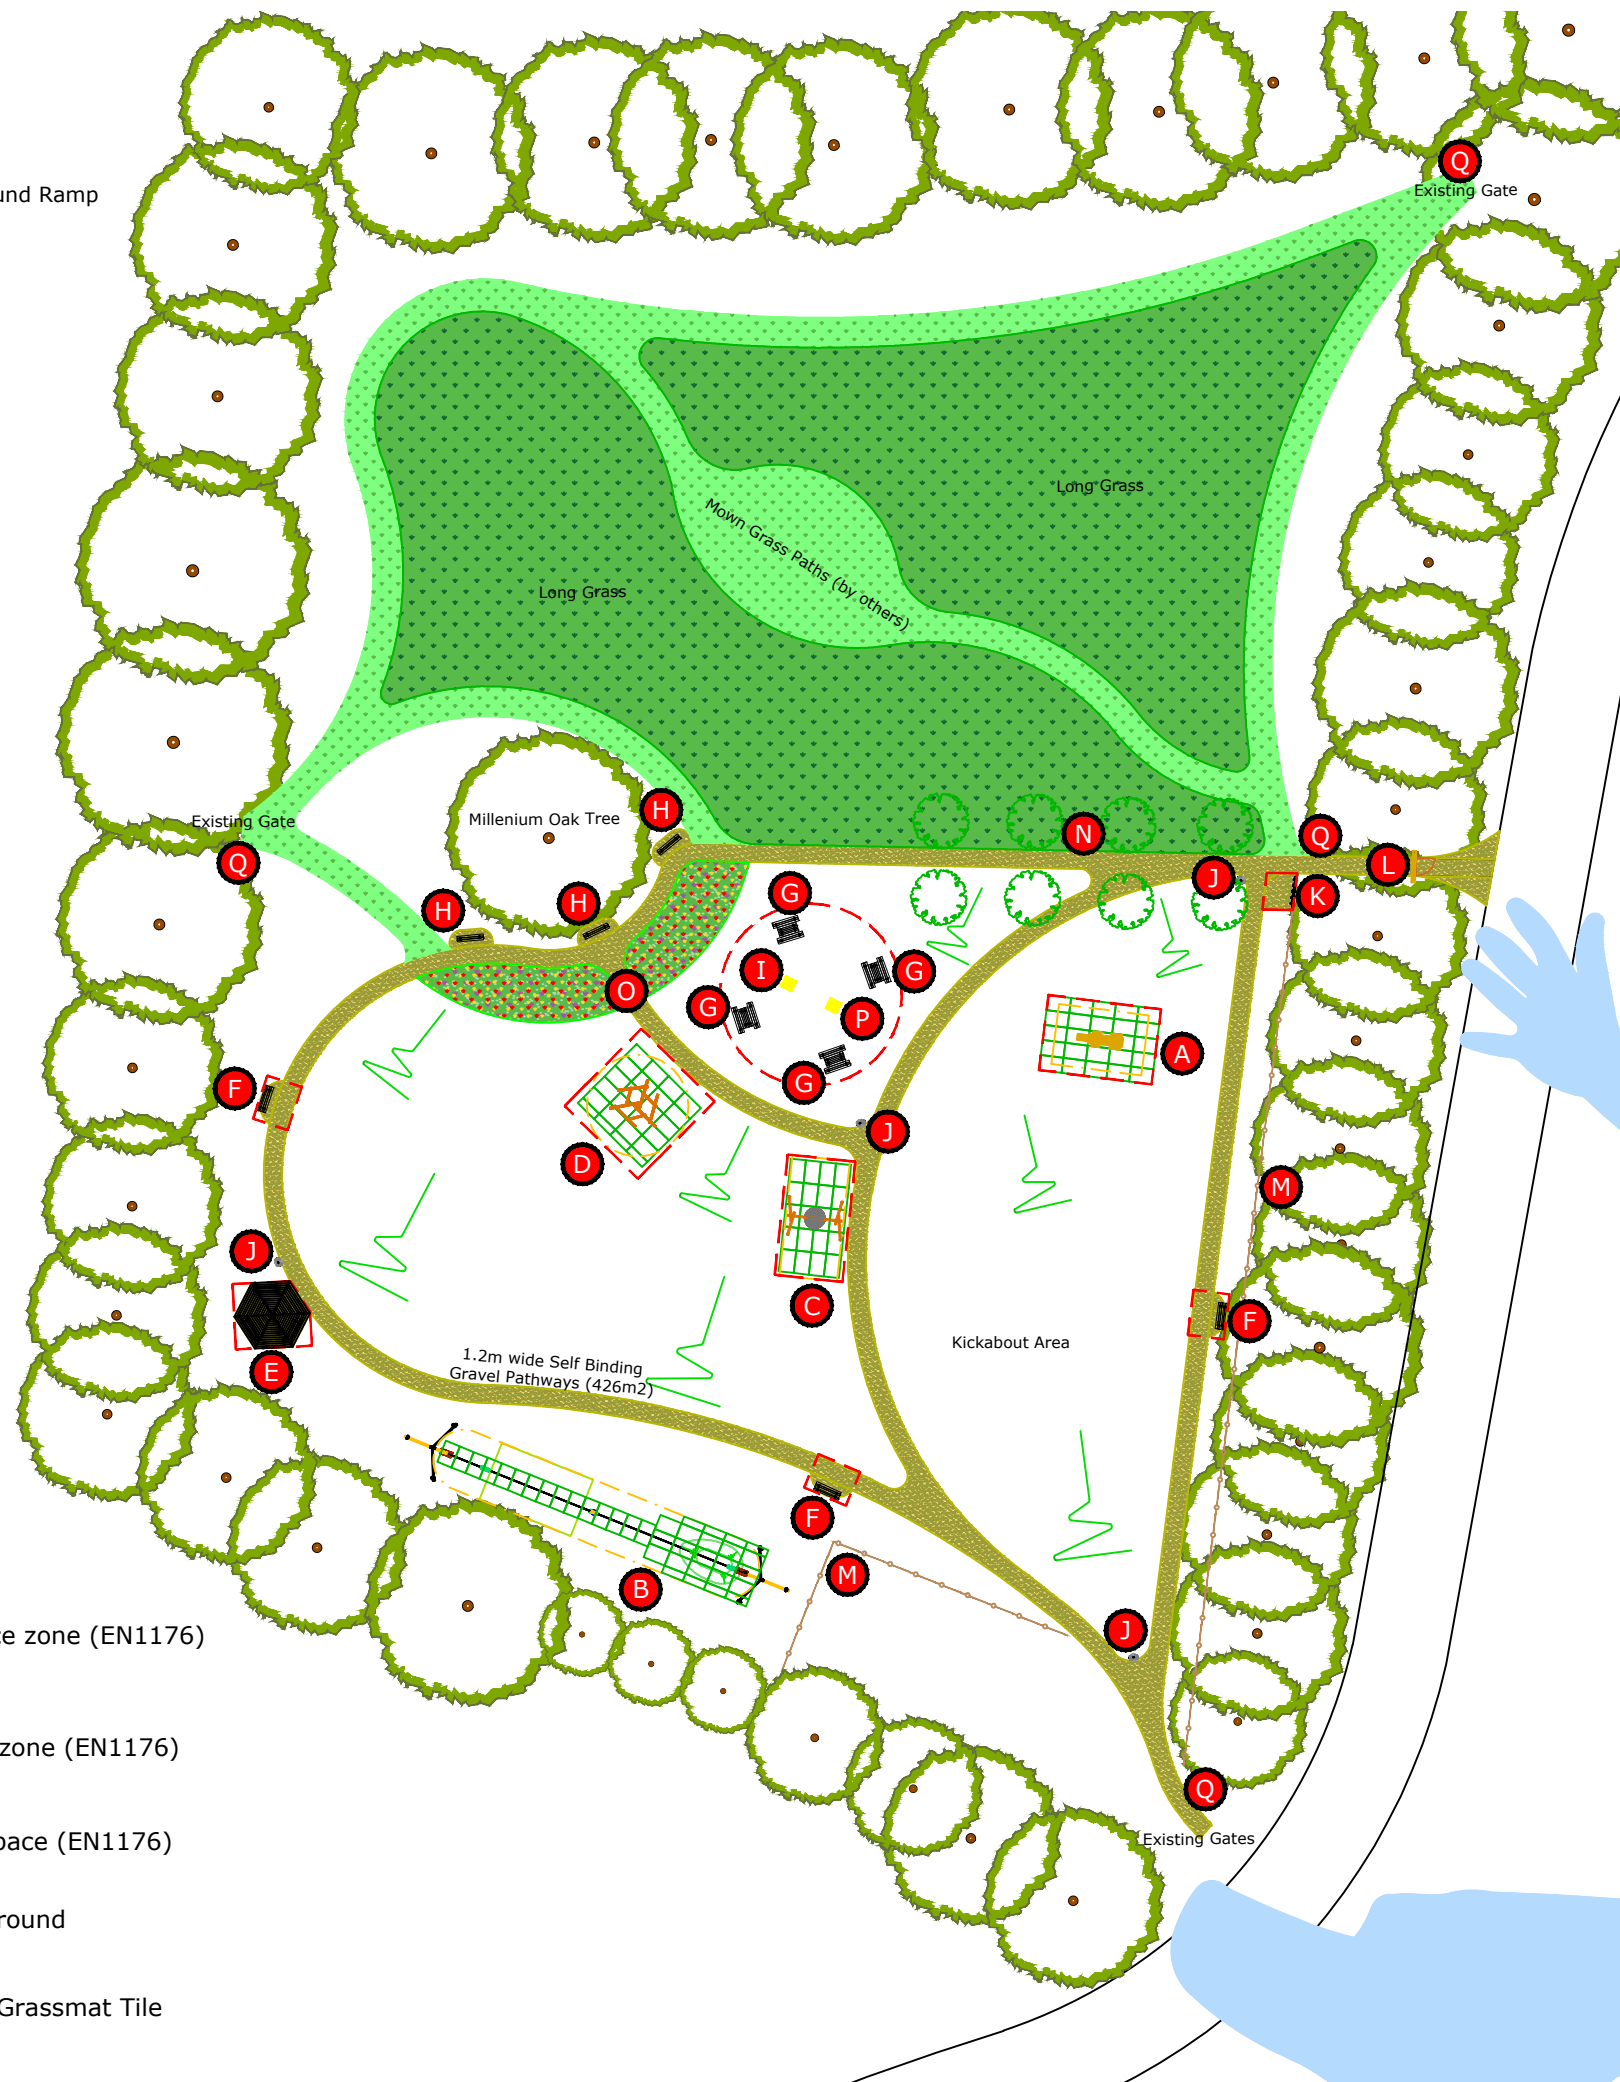 Q
Existing Gate
und Ramp
Long Grass
Mown Grass Paths (by others)
Long Grass
H
Millenium Oak Tree
Existing Gate
Q
N
Q
L
J
K
H
H
G
I
G
G
O
P
A
G
F
D
J
M
J
C
F
Kickabout Area
E
1.2m wide Self Binding
Gravel Pathways (426m2)
F
M
B
J
ce zone (EN1176)
zone (EN1176)
Q
Existing Gates
pace (EN1176)
round
Grassmat Tile